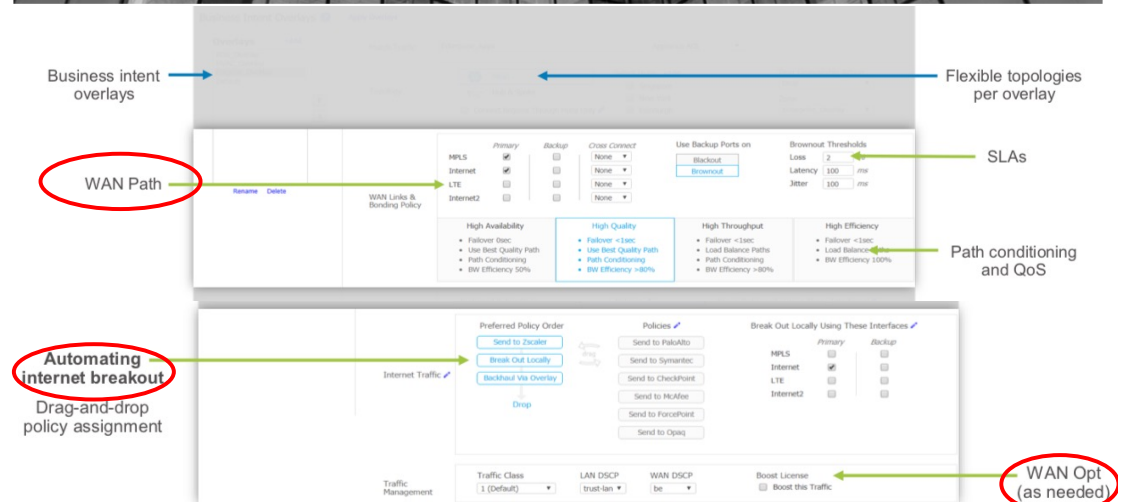 Business Intent Overlays
Business intent
overlays
Flexible topologies
per overlay
WAN Path
Rename Delete
WAN Links &
Bonding Policy
Primary Backup Cross Connect
MPLS None
Internet None
LTE None
Internet2 None
Use Backup Ports on
Blackout
Brownout
Brownout Thresholds
Loss 2
Latency 100 ms
Jitter 100 ms
SLAs
High Availability
• Failover 0sec
• Use Best Quality Path
• Path Conditioning
• BW Efficiency 50%
High Quality
• Failover <1sec
• Use Best Quality Path
• Path Conditioning
• BW Efficiency >80%
High Throughput
• Failover <1sec
• Load Balance Paths
• Path Conditioning
• BW Efficiency >80%
High Efficiency
• Failover <1sec
• Load Balance
• BW Efficiency 100%
Path conditioning
and QoS
Automating
internet breakout
Drag-and-drop
policy assignment
Internet Traffic
Preferred Policy Order
Send to Zscaler
Break Out Locally
Backhaul Via Overlay
Drop
drag
Policies
Send to PaloAlto
Send to Symantec
Send to CheckPoint
Send to McAfee
Send to ForcePoint
Send to Opaq
Break Out Locally Using These Interfaces
Primary Backup
MPLS
Internet
LTE
Internet2
Traffic
Management
Traffic Class
1 (Default)
LAN DSCP
trust-lan
WAN DSCP
be
Boost License
Boost this Traffic
WAN Opt
(as needed)